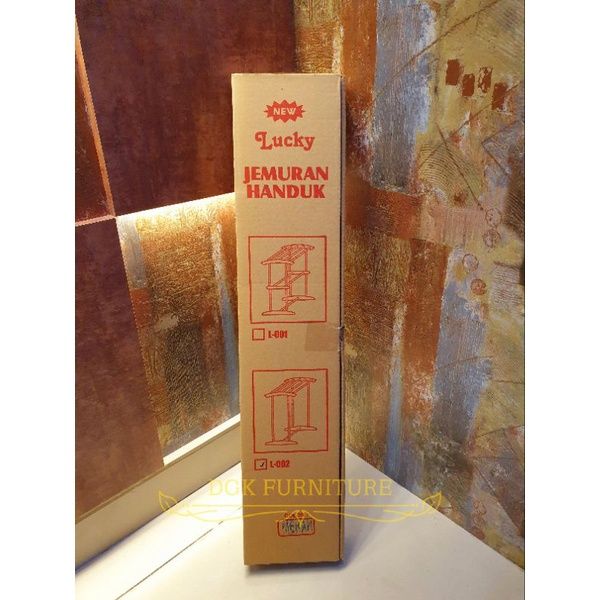 NEW
Lucky
JEMURAN
HANDUK
L-001
L-002
DGK FURNITURE